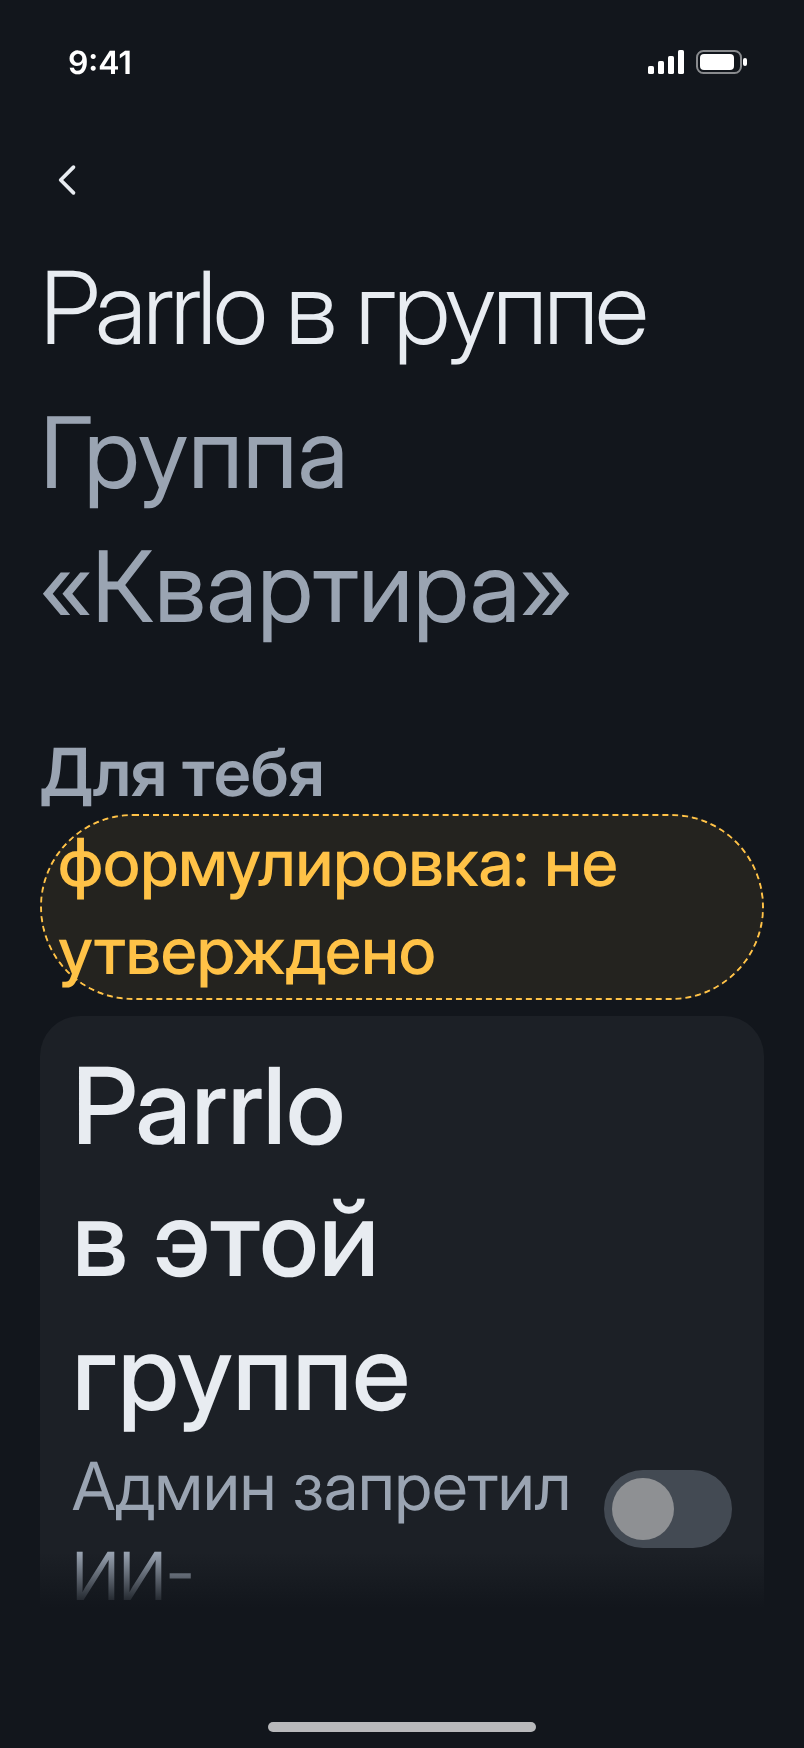 9:41
Parrlo в группе
Группа
«Квартира»
Для тебя
формулировка: не
утверждено
Parrlo
в этой
группе
Админ запретил
ИИ-